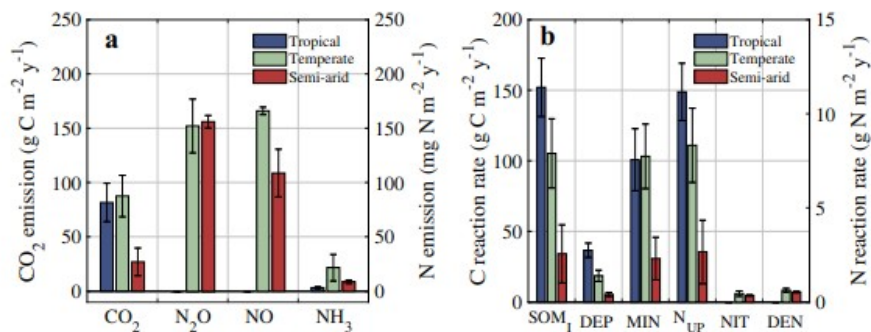 a
Tropical
Temperate
Semi-arid
CO₂ emission (g C m⁻² y⁻¹)
250
200
150
100
50
0
N emission (mg N m⁻² y⁻¹)
250
200
150
100
50
0
CO₂ N₂O NO NH₃
b
Tropical
Temperate
Semi-arid
C reaction rate (g C m⁻² y⁻¹)
200
150
100
50
0
N reaction rate (g N m⁻² y⁻¹)
15
10
5
0
SOM_I DEP MIN N_UP NIT DEN